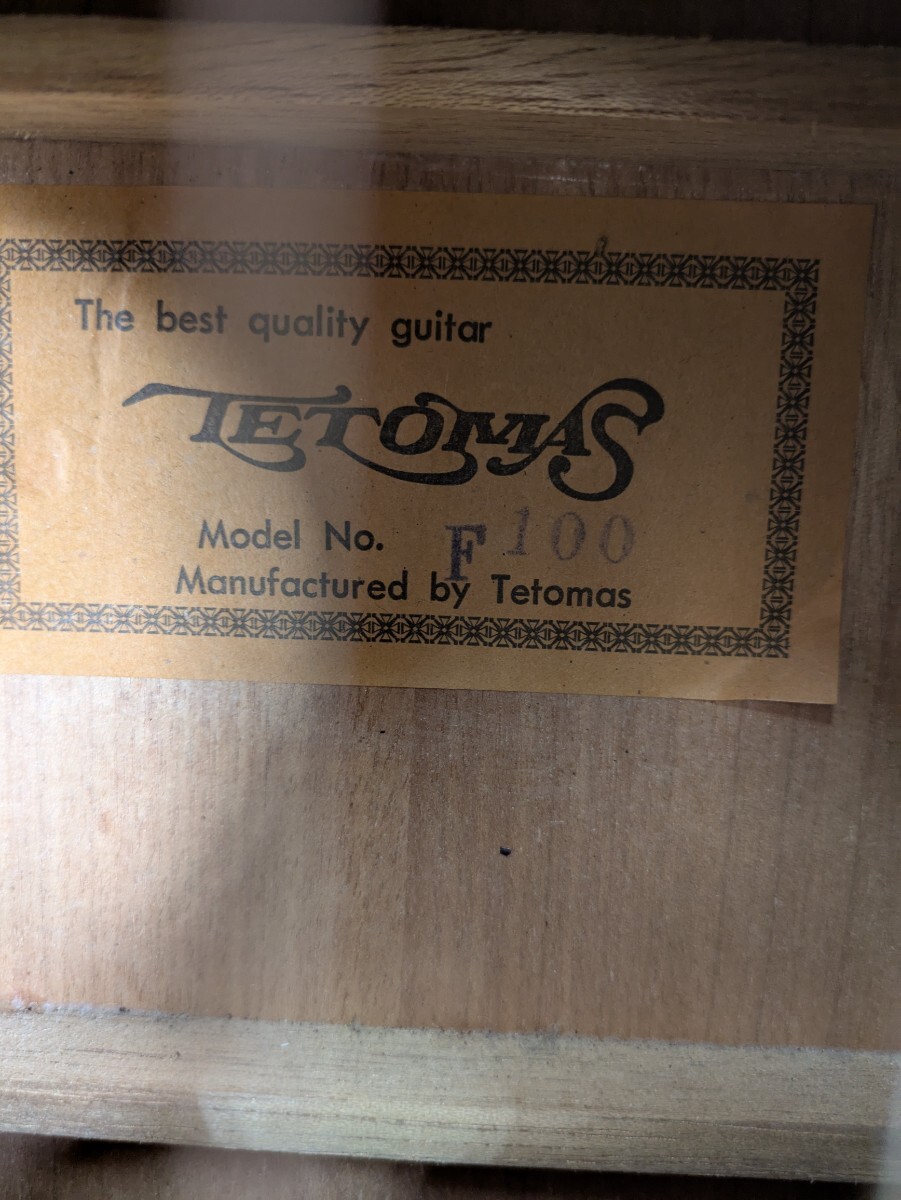 The best quality guitar
TETOMAS
Model No. F100
Manufactured by Tetomas